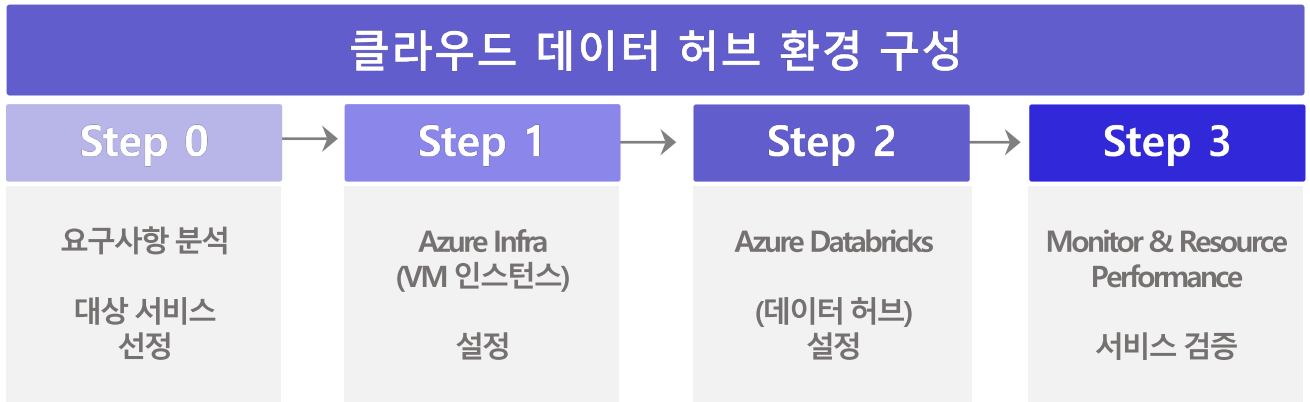 클라우드 데이터 허브 환경 구성
Step 0
요구사항 분석
대상 서비스
선정
Step 1
Azure Infra
(VM 인스턴스)
설정
Step 2
Azure Databricks
(데이터 허브)
설정
Step 3
Monitor & Resource
Performance
서비스 검증